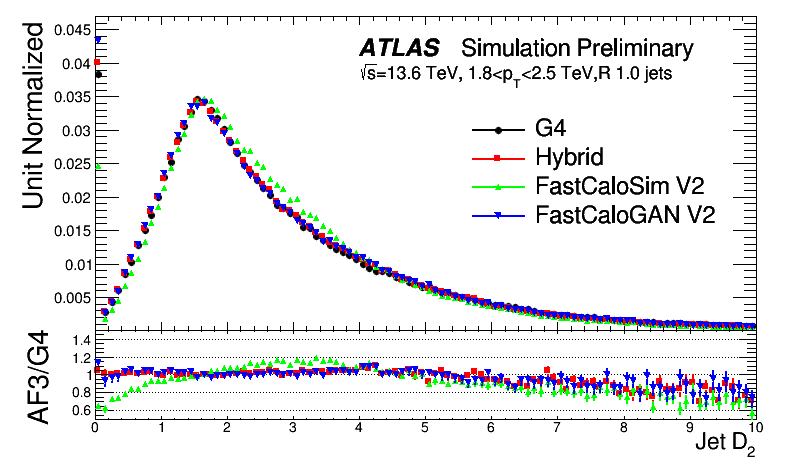 ATLAS Simulation Preliminary
√s=13.6 TeV, 1.8<p_T<2.5 TeV,R 1.0 jets
G4
Hybrid
FastCaloSim V2
FastCaloGAN V2
Unit Normalized
0.045
0.04
0.035
0.03
0.025
0.02
0.015
0.01
0.005
AF3/G4
1.4
1.2
1
0.8
0.6
0 1 2 3 4 5 6 7 8 9 10
Jet D_2